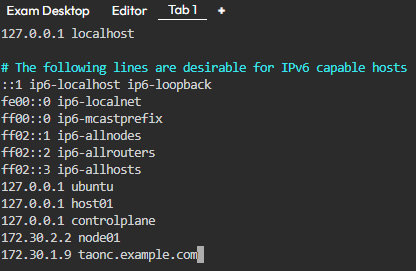 Exam Desktop Editor Tab 1 +
127.0.0.1 localhost
# The following lines are desirable for IPv6 capable hosts
::1 ip6-localhost ip6-loopback
fe00::0 ip6-localnet
ff00::0 ip6-mcastprefix
ff02::1 ip6-allnodes
ff02::2 ip6-allrouters
ff02::3 ip6-allhosts
127.0.0.1 ubuntu
127.0.0.1 host01
127.0.0.1 controlplane
172.30.2.2 node01
172.30.1.9 taonc.example.com